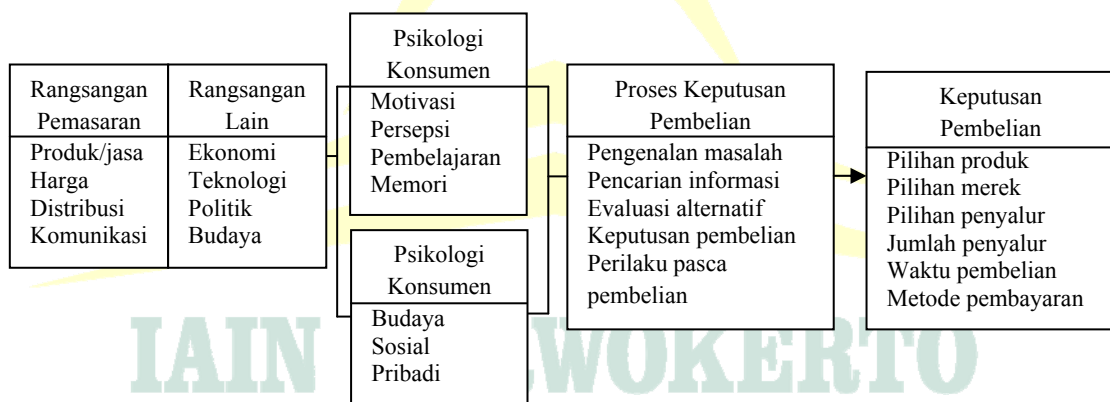 Rangsangan
Pemasaran
Produk/jasa
Harga
Distribusi
Komunikasi
Rangsangan
Lain
Ekonomi
Teknologi
Politik
Budaya
Psikologi
Konsumen
Motivasi
Persepsi
Pembelajaran
Memori
Psikologi
Konsumen
Budaya
Sosial
Pribadi
Proses Keputusan
Pembelian
Pengenalan masalah
Pencarian informasi
Evaluasi alternatif
Keputusan pembelian
Perilaku pasca
pembelian
Keputusan
Pembelian
Pilihan produk
Pilihan merek
Pilihan penyalur
Jumlah penyalur
Waktu pembelian
Metode pembayaran
IAIN